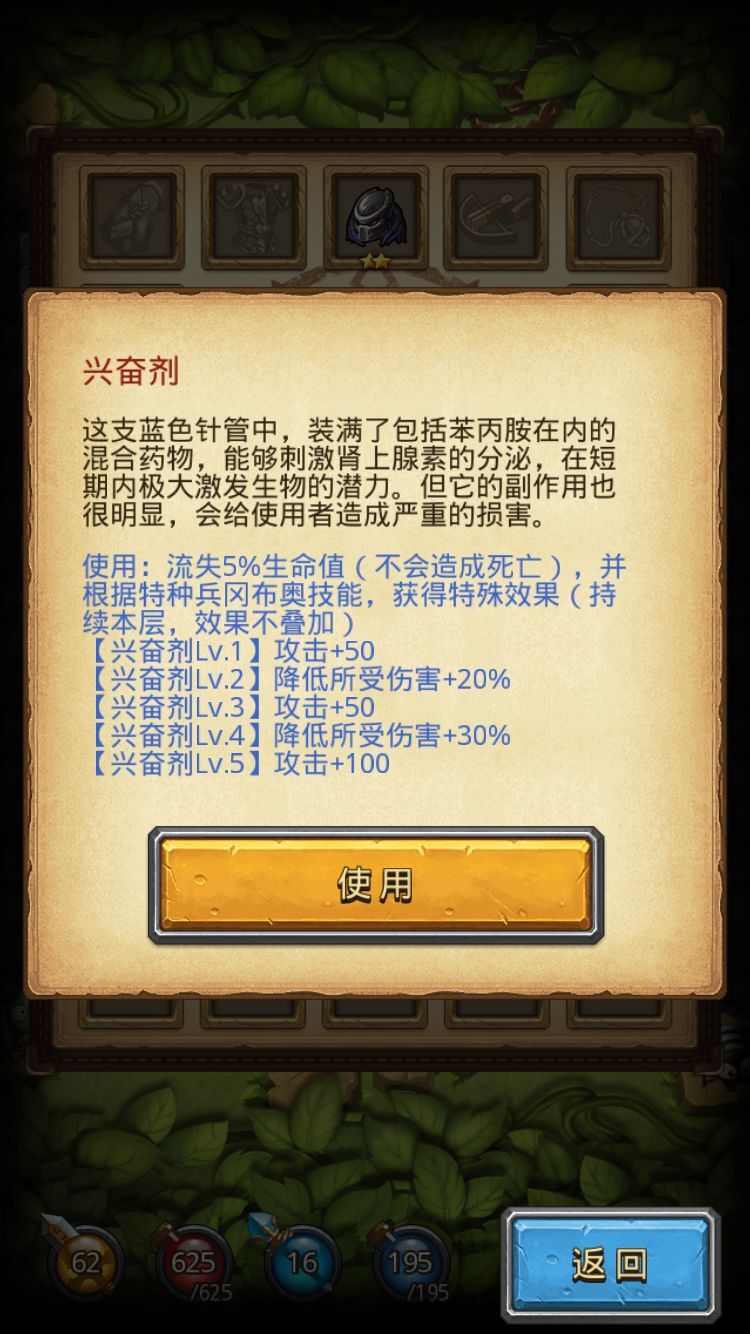 兴奋剂
这支蓝色针管中，装满了包括苯丙胺在内的
混合药物，能够刺激肾上腺素的分泌，在短
期内极大激发生物的潜力。但它的副作用也
很明显，会给使用者造成严重的损害。
使用：流失5%生命值（不会造成死亡），并
根据特种兵冈布奥技能，获得特殊效果（持
续本层，效果不叠加）
【兴奋剂Lv.1】攻击+50
【兴奋剂Lv.2】降低所受伤害+20%
【兴奋剂Lv.3】攻击+50
【兴奋剂Lv.4】降低所受伤害+30%
【兴奋剂Lv.5】攻击+100
使用
62
625
/625
16
195
/195
返回